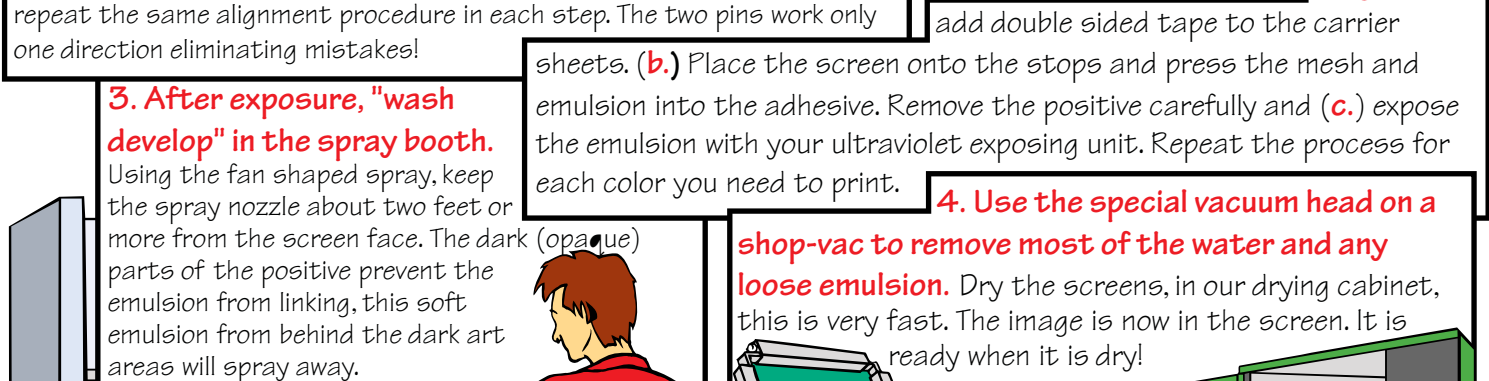 repeat the same alignment procedure in each step. The two pins work only
one direction eliminating mistakes!
add double sided tape to the carrier
sheets. (b.) Place the screen onto the stops and press the mesh and
emulsion into the adhesive. Remove the positive carefully and (c.) expose
the emulsion with your ultraviolet exposing unit. Repeat the process for
each color you need to print.
3. After exposure, "wash
develop" in the spray booth.
Using the fan shaped spray, keep
the spray nozzle about two feet or
more from the screen face. The dark (opaque)
parts of the positive prevent the
emulsion from linking, this soft
emulsion from behind the dark art
areas will spray away.
4. Use the special vacuum head on a
shop-vac to remove most of the water and any
loose emulsion. Dry the screens, in our drying cabinet,
this is very fast. The image is now in the screen. It is
ready when it is dry!